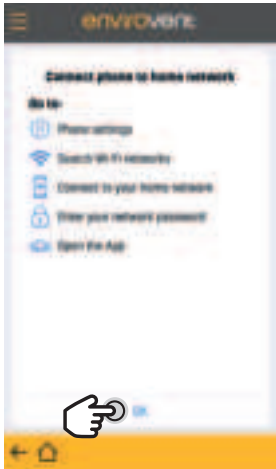 envirovent
Connect phone to home network
Go to:
Phone settings
Search Wi-Fi networks
Connect to your home network
Enter your network password
Open the App
OK